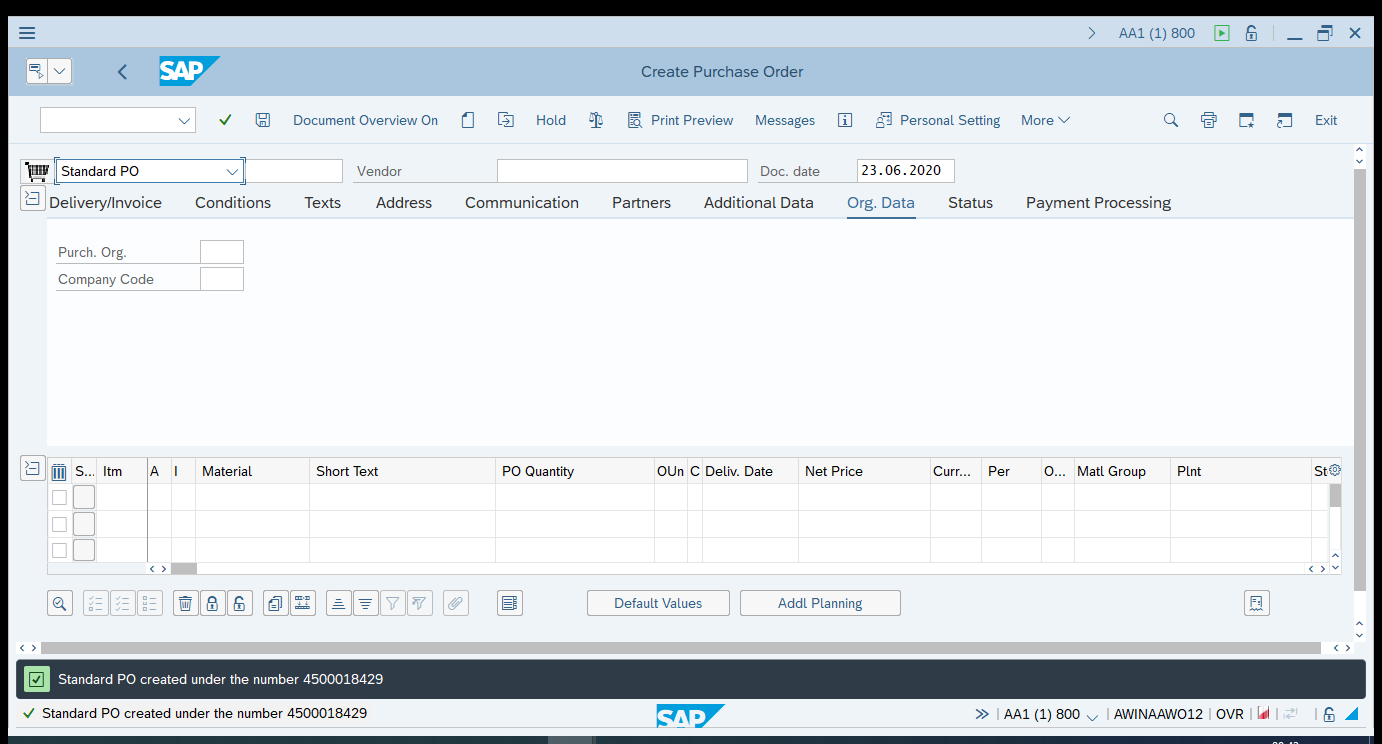 AA1 (1) 800
SAP
Create Purchase Order
Document Overview On Hold Print Preview Messages Personal Setting More Exit
Standard PO Vendor Doc. date 23.06.2020
Delivery/Invoice Conditions Texts Address Communication Partners Additional Data Org. Data Status Payment Processing
Purch. Org.
Company Code
S... Itm A I Material Short Text PO Quantity OUn C Deliv. Date Net Price Curr... Per O... Matl Group Plnt St
Default Values Addl Planning
Standard PO created under the number 4500018429
Standard PO created under the number 4500018429 SAP AA1 (1) 800 AWINAAWO12 OVR